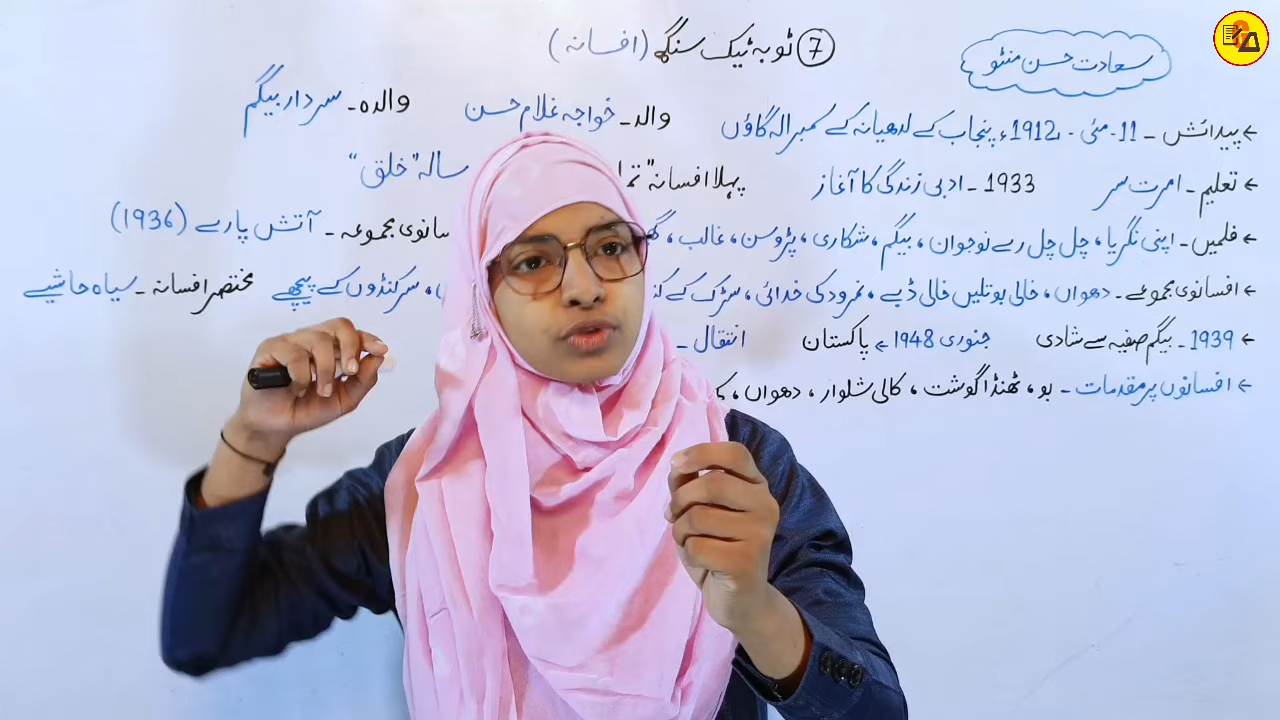 ⑦ ٹوبہ ٹیک سنگھ (افسانہ)
سعادت حسن منٹو
← پیدائش ۔ 11۔ مئی ۔ 1912ء پنجاب کے لدھیانہ کے کمبرالہ گاؤں والد ۔ خواجہ غلام حسن والدہ ۔ سردار بیگم
← تعلیم ۔ امرت سر 1933 ۔ ادبی زندگی کا آغاز پہلا افسانہ " سالہ "خلق"
← فلمیں ۔ اپنی نگریا، چل چل رے نوجوان، بیگم، شکاری، پڑوسن، غالب، مجموعہ ۔ آتش پارے (1936)
← افسانوی مجموعے ۔ دھواں، خالی بوتلیں خالی ڈبے، نمرود کی خدائی، سڑک کے سرکنڈوں کے پیچھے مختصر افسانہ ۔ سیاہ حاشیے
← 1939 ۔ بیگم صفیہ سے شادی جنوری 1948 ← پاکستان انتقال ۔
← افسانوں پر مقدمات ۔ بو، ٹھنڈا گوشت، کالی شلوار، دھواں،